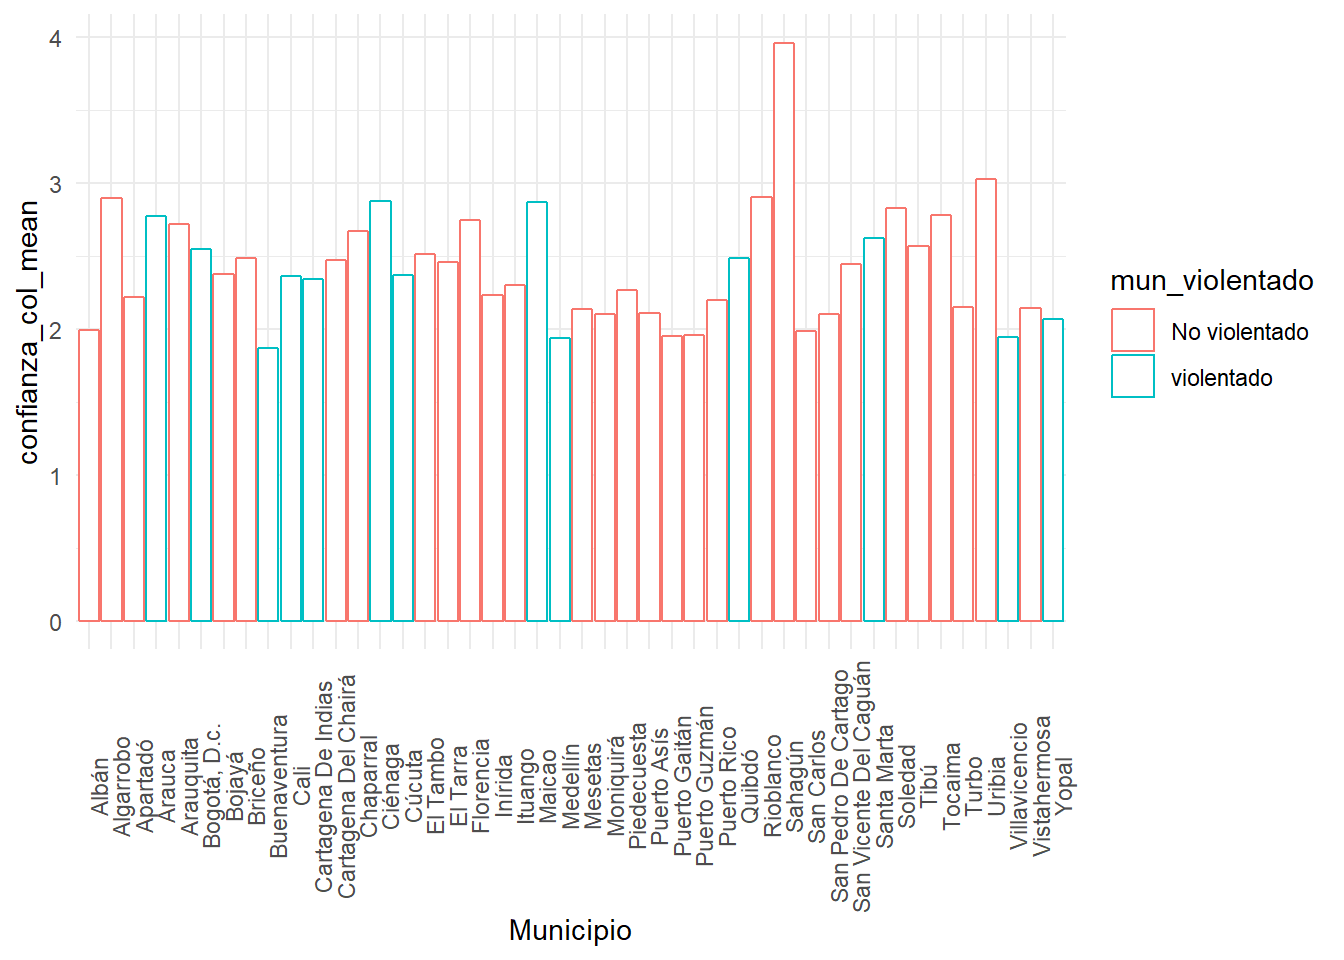 4
3
2
1
0
confianza_col_mean
Albán
Algarrobo
Apartadó
Arauca
Arauquita
Bogotá, D.c.
Bojayá
Briceño
Buenaventura
Cali
Cartagena De Indias
Cartagena Del Chairá
Chaparral
Ciénaga
Cúcuta
El Tambo
El Tarra
Florencia
Inírida
Ituango
Maicao
Medellín
Mesetas
Moniquirá
Piedecuesta
Puerto Asís
Puerto Gaitán
Puerto Guzmán
Puerto Rico
Quibdó
Rioblanco
Sahagún
San Carlos
San Pedro De Cartago
San Vicente Del Caguán
Santa Marta
Soledad
Tibú
Tocaima
Turbo
Uribia
Villavicencio
Vistahermosa
Yopal
Municipio
mun_violentado
No violentado
violentado